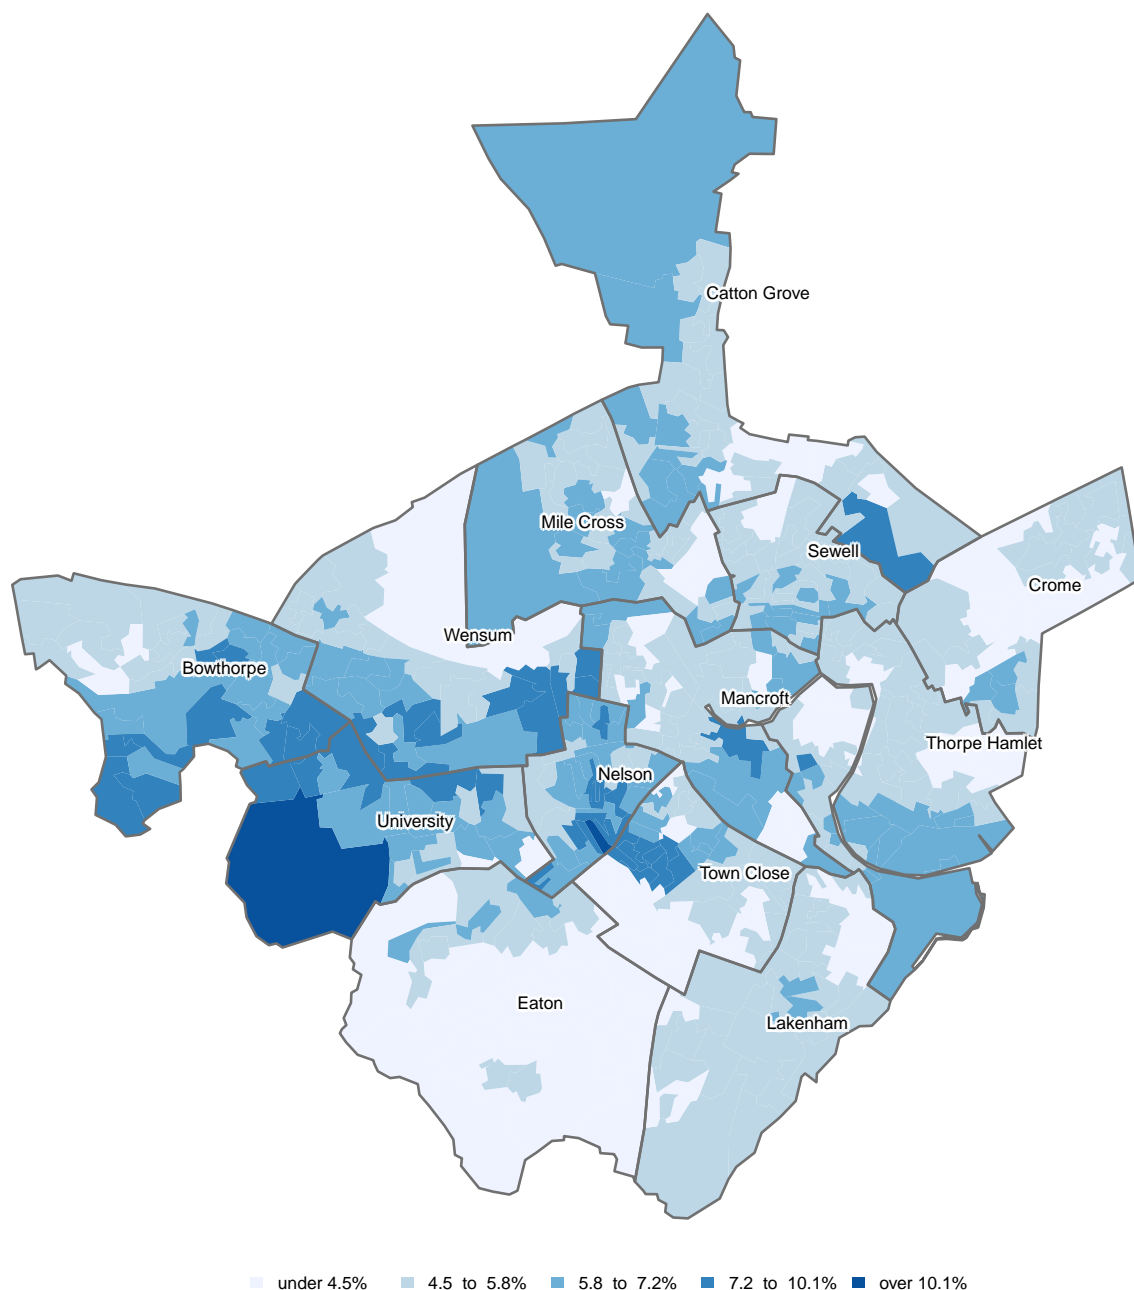 Catton Grove
Mile Cross
Sewell
Crome
Wensum
Bowthorpe
Mancroft
Thorpe Hamlet
Nelson
University
Town Close
Eaton
Lakenham
under 4.5% 4.5 to 5.8% 5.8 to 7.2% 7.2 to 10.1% over 10.1%